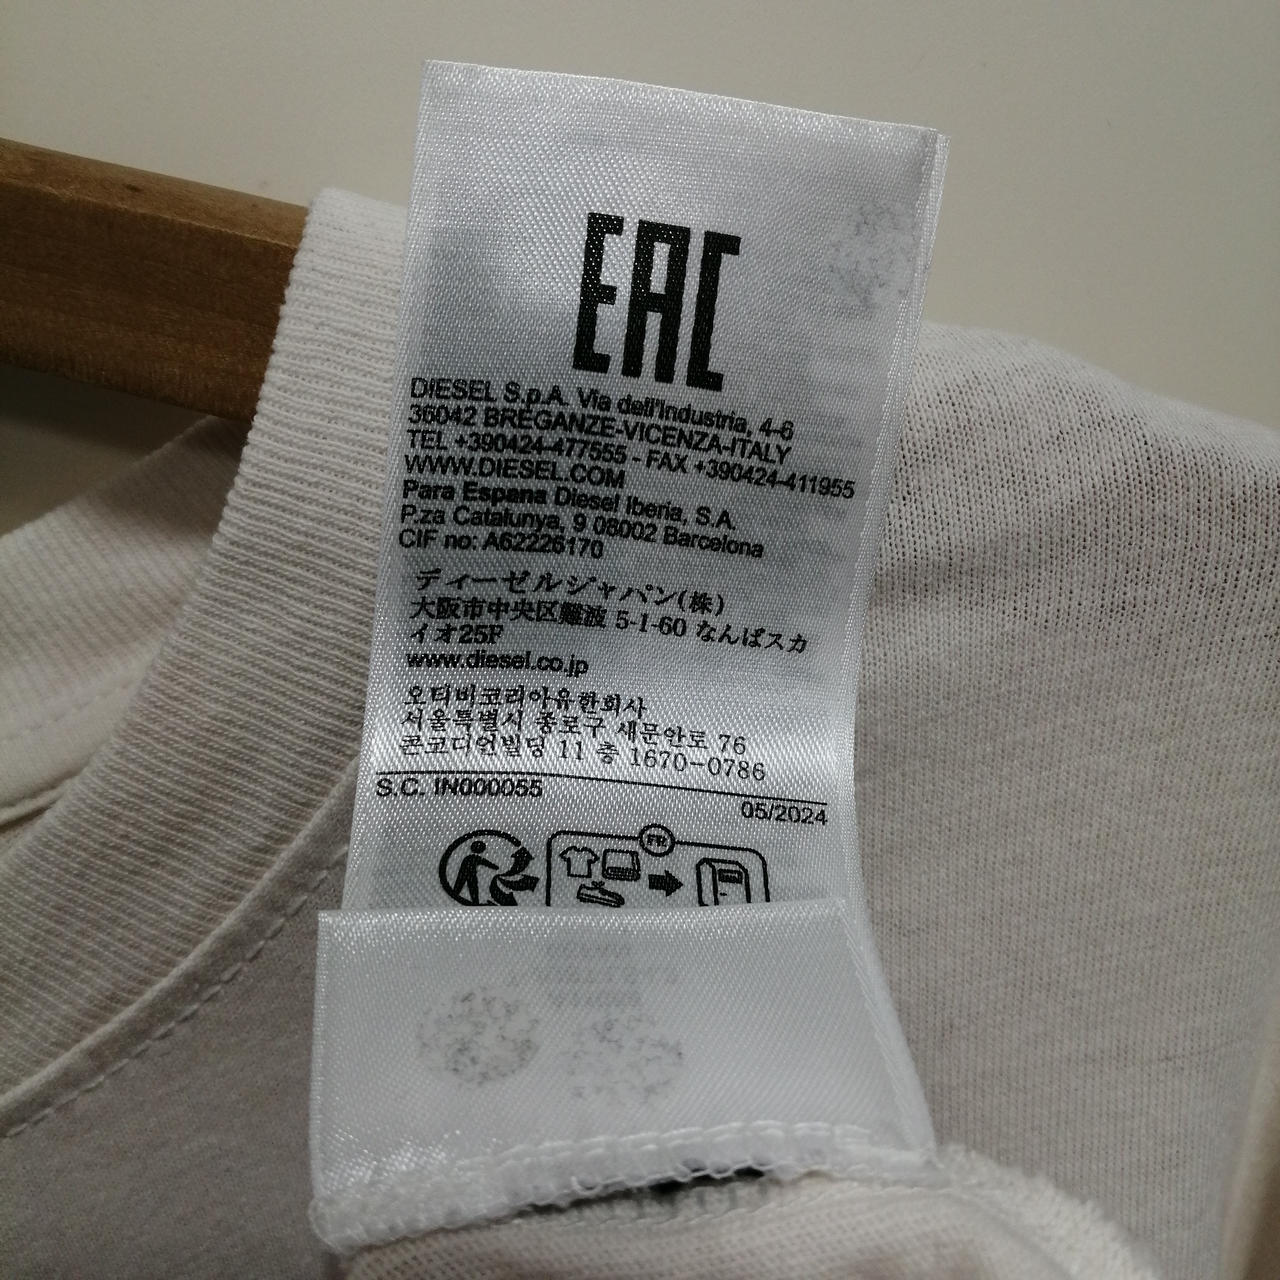 EAC
DIESEL S.p.A. Via dell'Industria, 4-6
36042 BREGANZE-VICENZA-ITALY
TEL +390424-477555 - FAX +390424-411955
WWW.DIESEL.COM
Para Espana Diesel Iberia, S.A.
P.za Catalunya, 9 08002 Barcelona
CIF no: A62226170
ディーゼルジャパン(株)
大阪市中央区難波 5-1-60 なんばスカ
イオ25F
www.diesel.co.jp
오티비코리아유한회사
서울특별시 종로구 새문안로 76
콘코디언빌딩 11 층 1670-0786
S.C. IN000055
05/2024
FR